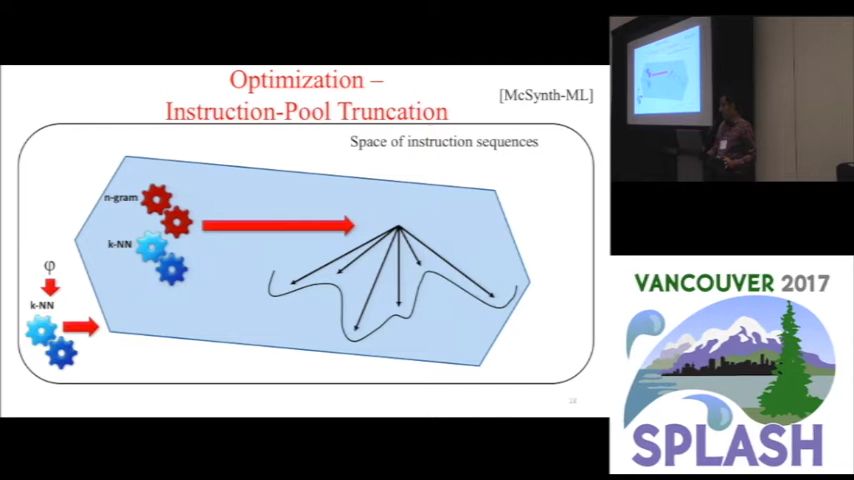 Optimization –
Instruction-Pool Truncation
[McSynth-ML]
Space of instruction sequences
n-gram
k-NN
φ
k-NN
VANCOUVER 2017
SPLASH